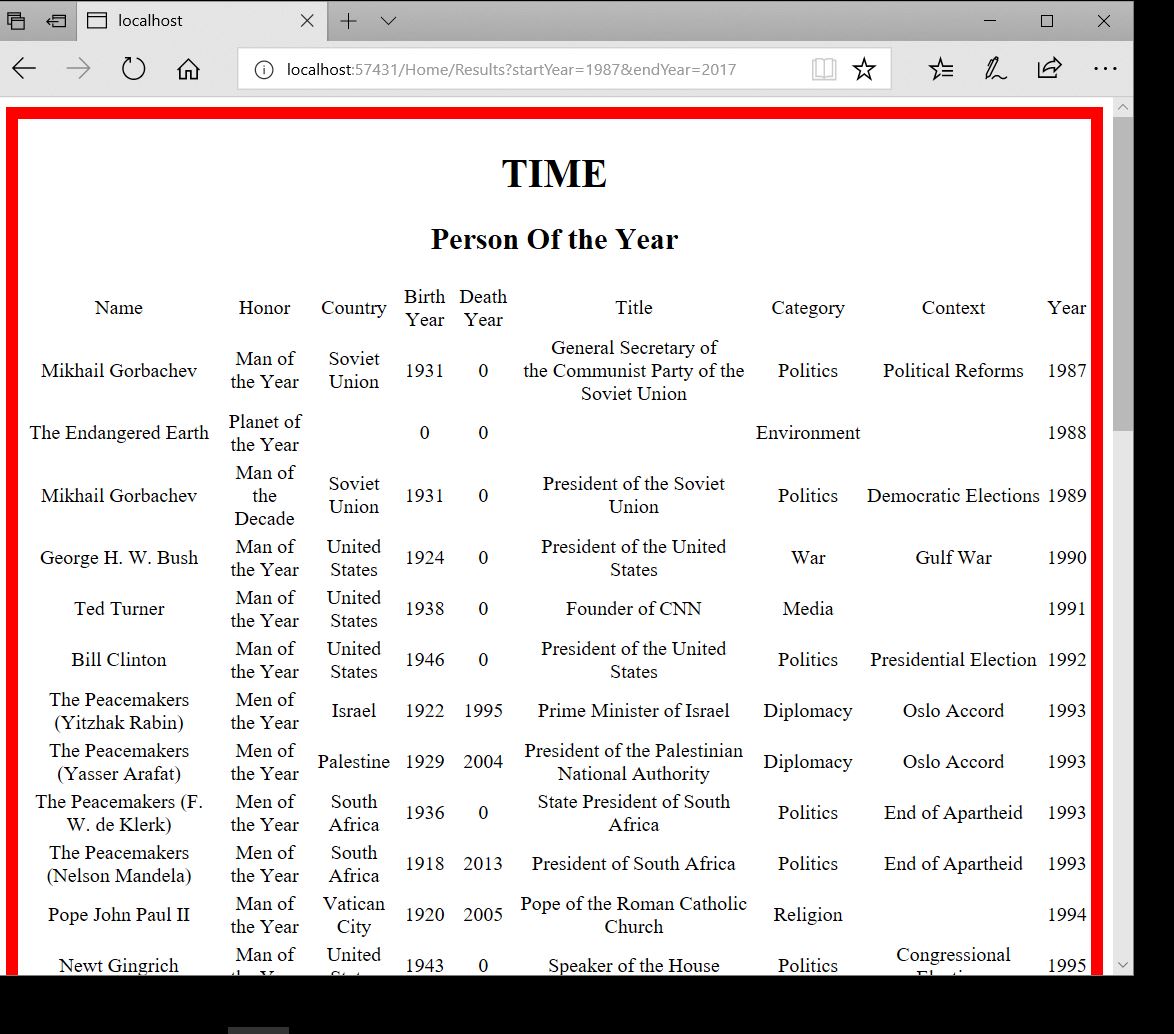 localhost
localhost:57431/Home/Results?startYear=1987&endYear=2017
TIME
Person Of the Year
Name Honor Country Birth Year Death Year Title Category Context Year
Mikhail Gorbachev Man of the Year Soviet Union 1931 0 General Secretary of the Communist Party of the Soviet Union Politics Political Reforms 1987
The Endangered Earth Planet of the Year 0 0 Environment 1988
Mikhail Gorbachev Man of the Decade Soviet Union 1931 0 President of the Soviet Union Politics Democratic Elections 1989
George H. W. Bush Man of the Year United States 1924 0 President of the United States War Gulf War 1990
Ted Turner Man of the Year United States 1938 0 Founder of CNN Media 1991
Bill Clinton Man of the Year United States 1946 0 President of the United States Politics Presidential Election 1992
The Peacemakers (Yitzhak Rabin) Men of the Year Israel 1922 1995 Prime Minister of Israel Diplomacy Oslo Accord 1993
The Peacemakers (Yasser Arafat) Men of the Year Palestine 1929 2004 President of the Palestinian National Authority Diplomacy Oslo Accord 1993
The Peacemakers (F. W. de Klerk) Men of the Year South Africa 1936 0 State President of South Africa Politics End of Apartheid 1993
The Peacemakers (Nelson Mandela) Men of the Year South Africa 1918 2013 President of South Africa Politics End of Apartheid 1993
Pope John Paul II Man of the Year Vatican City 1920 2005 Pope of the Roman Catholic Church Religion 1994
Newt Gingrich Man of United 1943 0 Speaker of the House Politics Congressional 1995